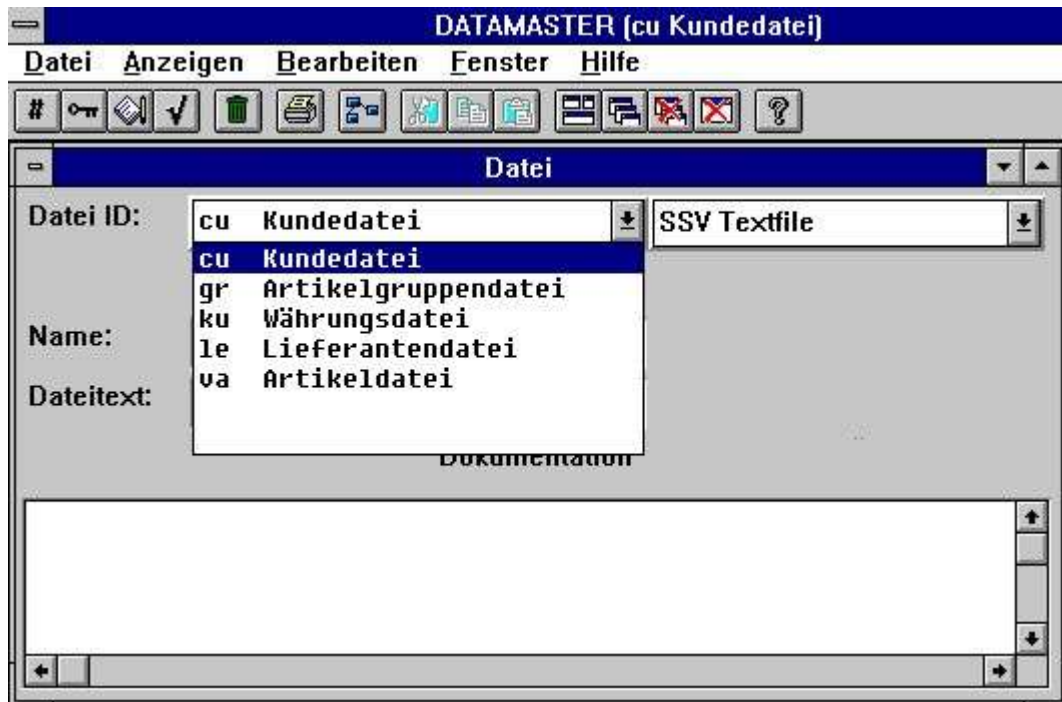 DATAMASTER (cu Kundedatei)
Datei Anzeigen Bearbeiten Fenster Hilfe
#
?
Datei
Datei ID: cu Kundedatei SSV Textfile
cu Kundedatei
gr Artikelgruppendatei
ku Währungsdatei
Name:
le Lieferantendatei
va Artikeldatei
Dateitext:
Dokumentation